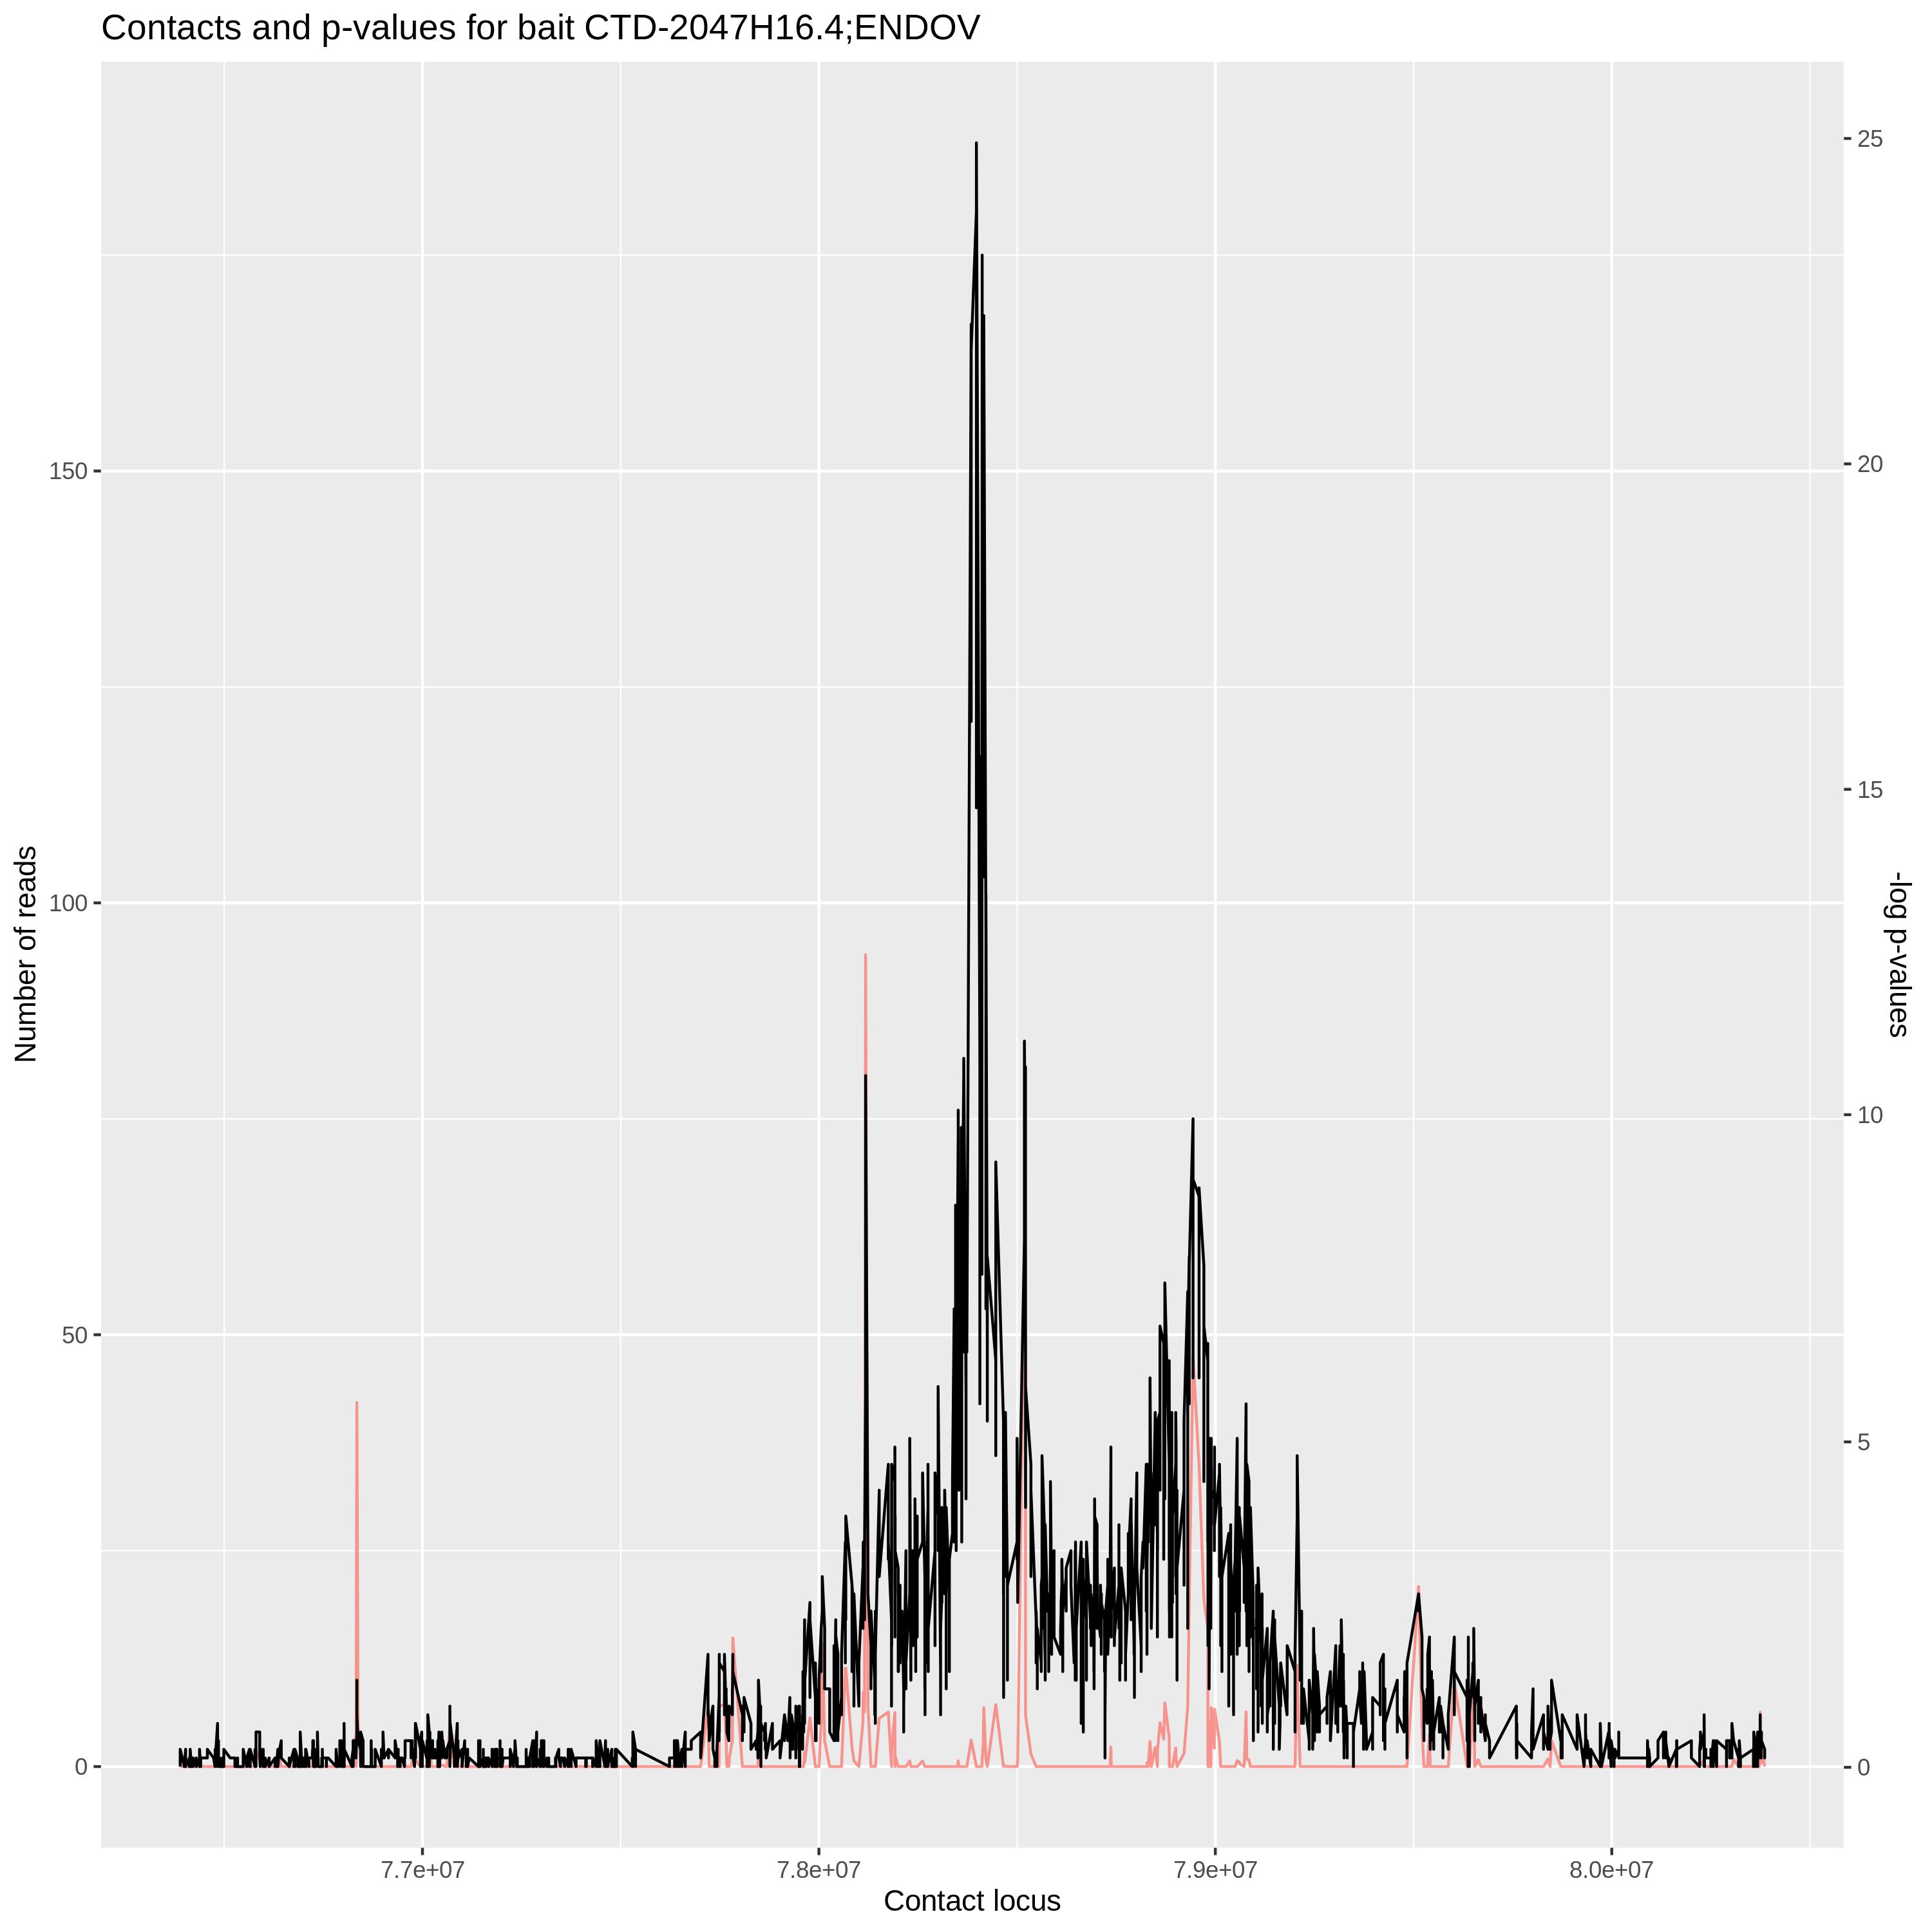 Contacts and p-values for bait CTD-2047H16.4;ENDOV
25
20
15
10
5
0
150
100
50
0
Number of reads
-log p-values
7.7e+07 7.8e+07 7.9e+07 8.0e+07
Contact locus